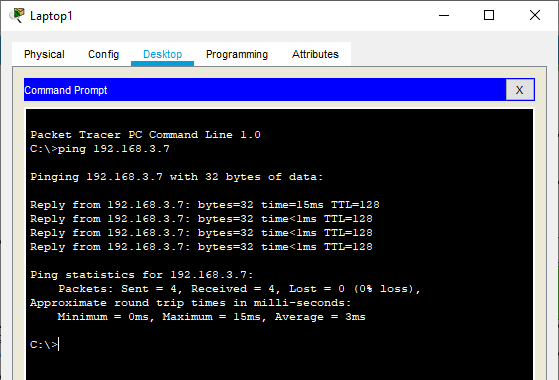 Laptop1
Physical Config Desktop Programming Attributes
Command Prompt X
Packet Tracer PC Command Line 1.0
C:\>ping 192.168.3.7
Pinging 192.168.3.7 with 32 bytes of data:
Reply from 192.168.3.7: bytes=32 time=15ms TTL=128
Reply from 192.168.3.7: bytes=32 time<1ms TTL=128
Reply from 192.168.3.7: bytes=32 time<1ms TTL=128
Reply from 192.168.3.7: bytes=32 time<1ms TTL=128
Ping statistics for 192.168.3.7:
Packets: Sent = 4, Received = 4, Lost = 0 (0% loss),
Approximate round trip times in milli-seconds:
Minimum = 0ms, Maximum = 15ms, Average = 3ms
C:\>